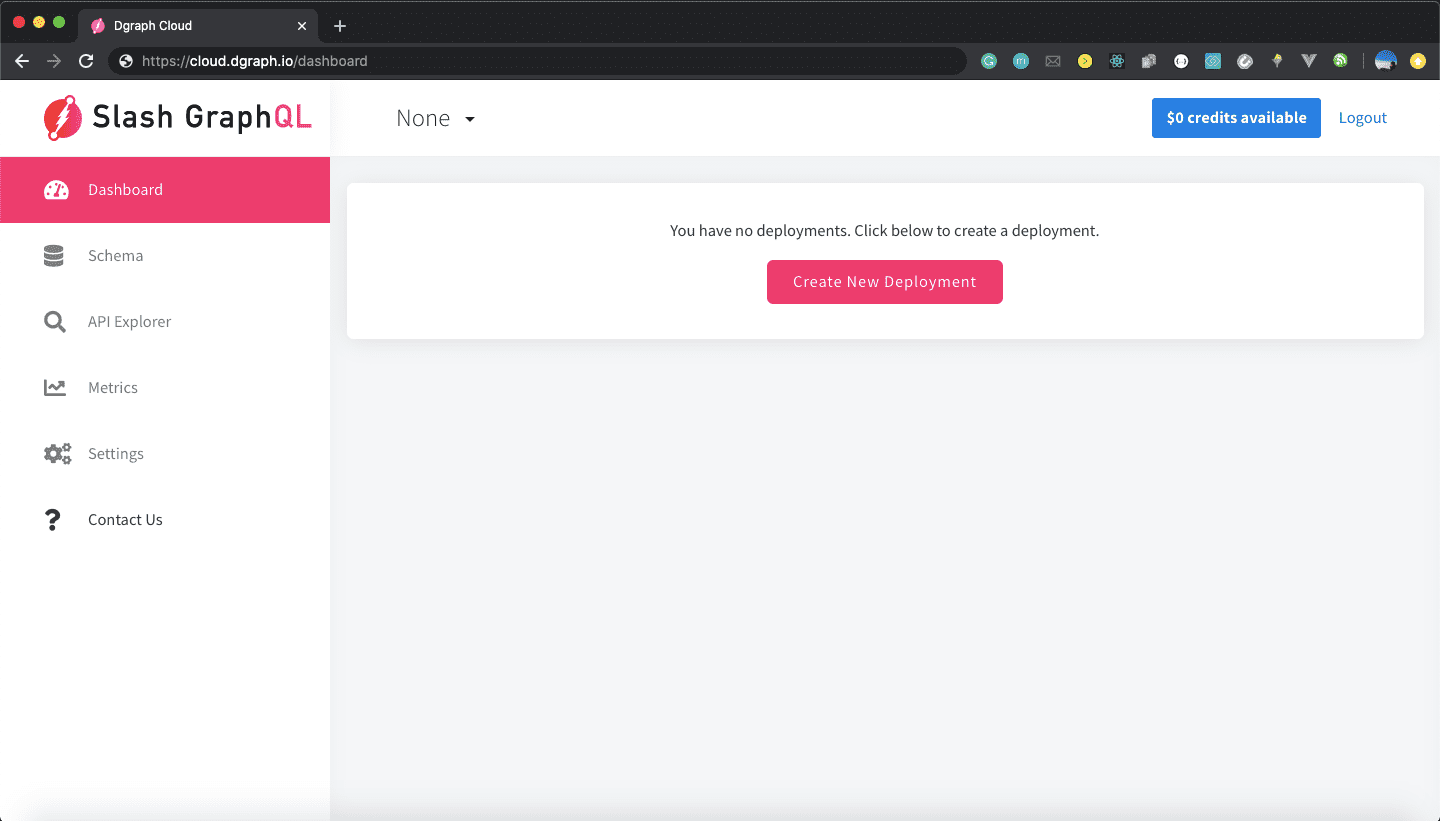 Dgraph Cloud
https://cloud.dgraph.io/dashboard
Slash GraphQL
None
$0 credits available
Logout
Dashboard
Schema
API Explorer
Metrics
Settings
Contact Us
You have no deployments. Click below to create a deployment.
Create New Deployment